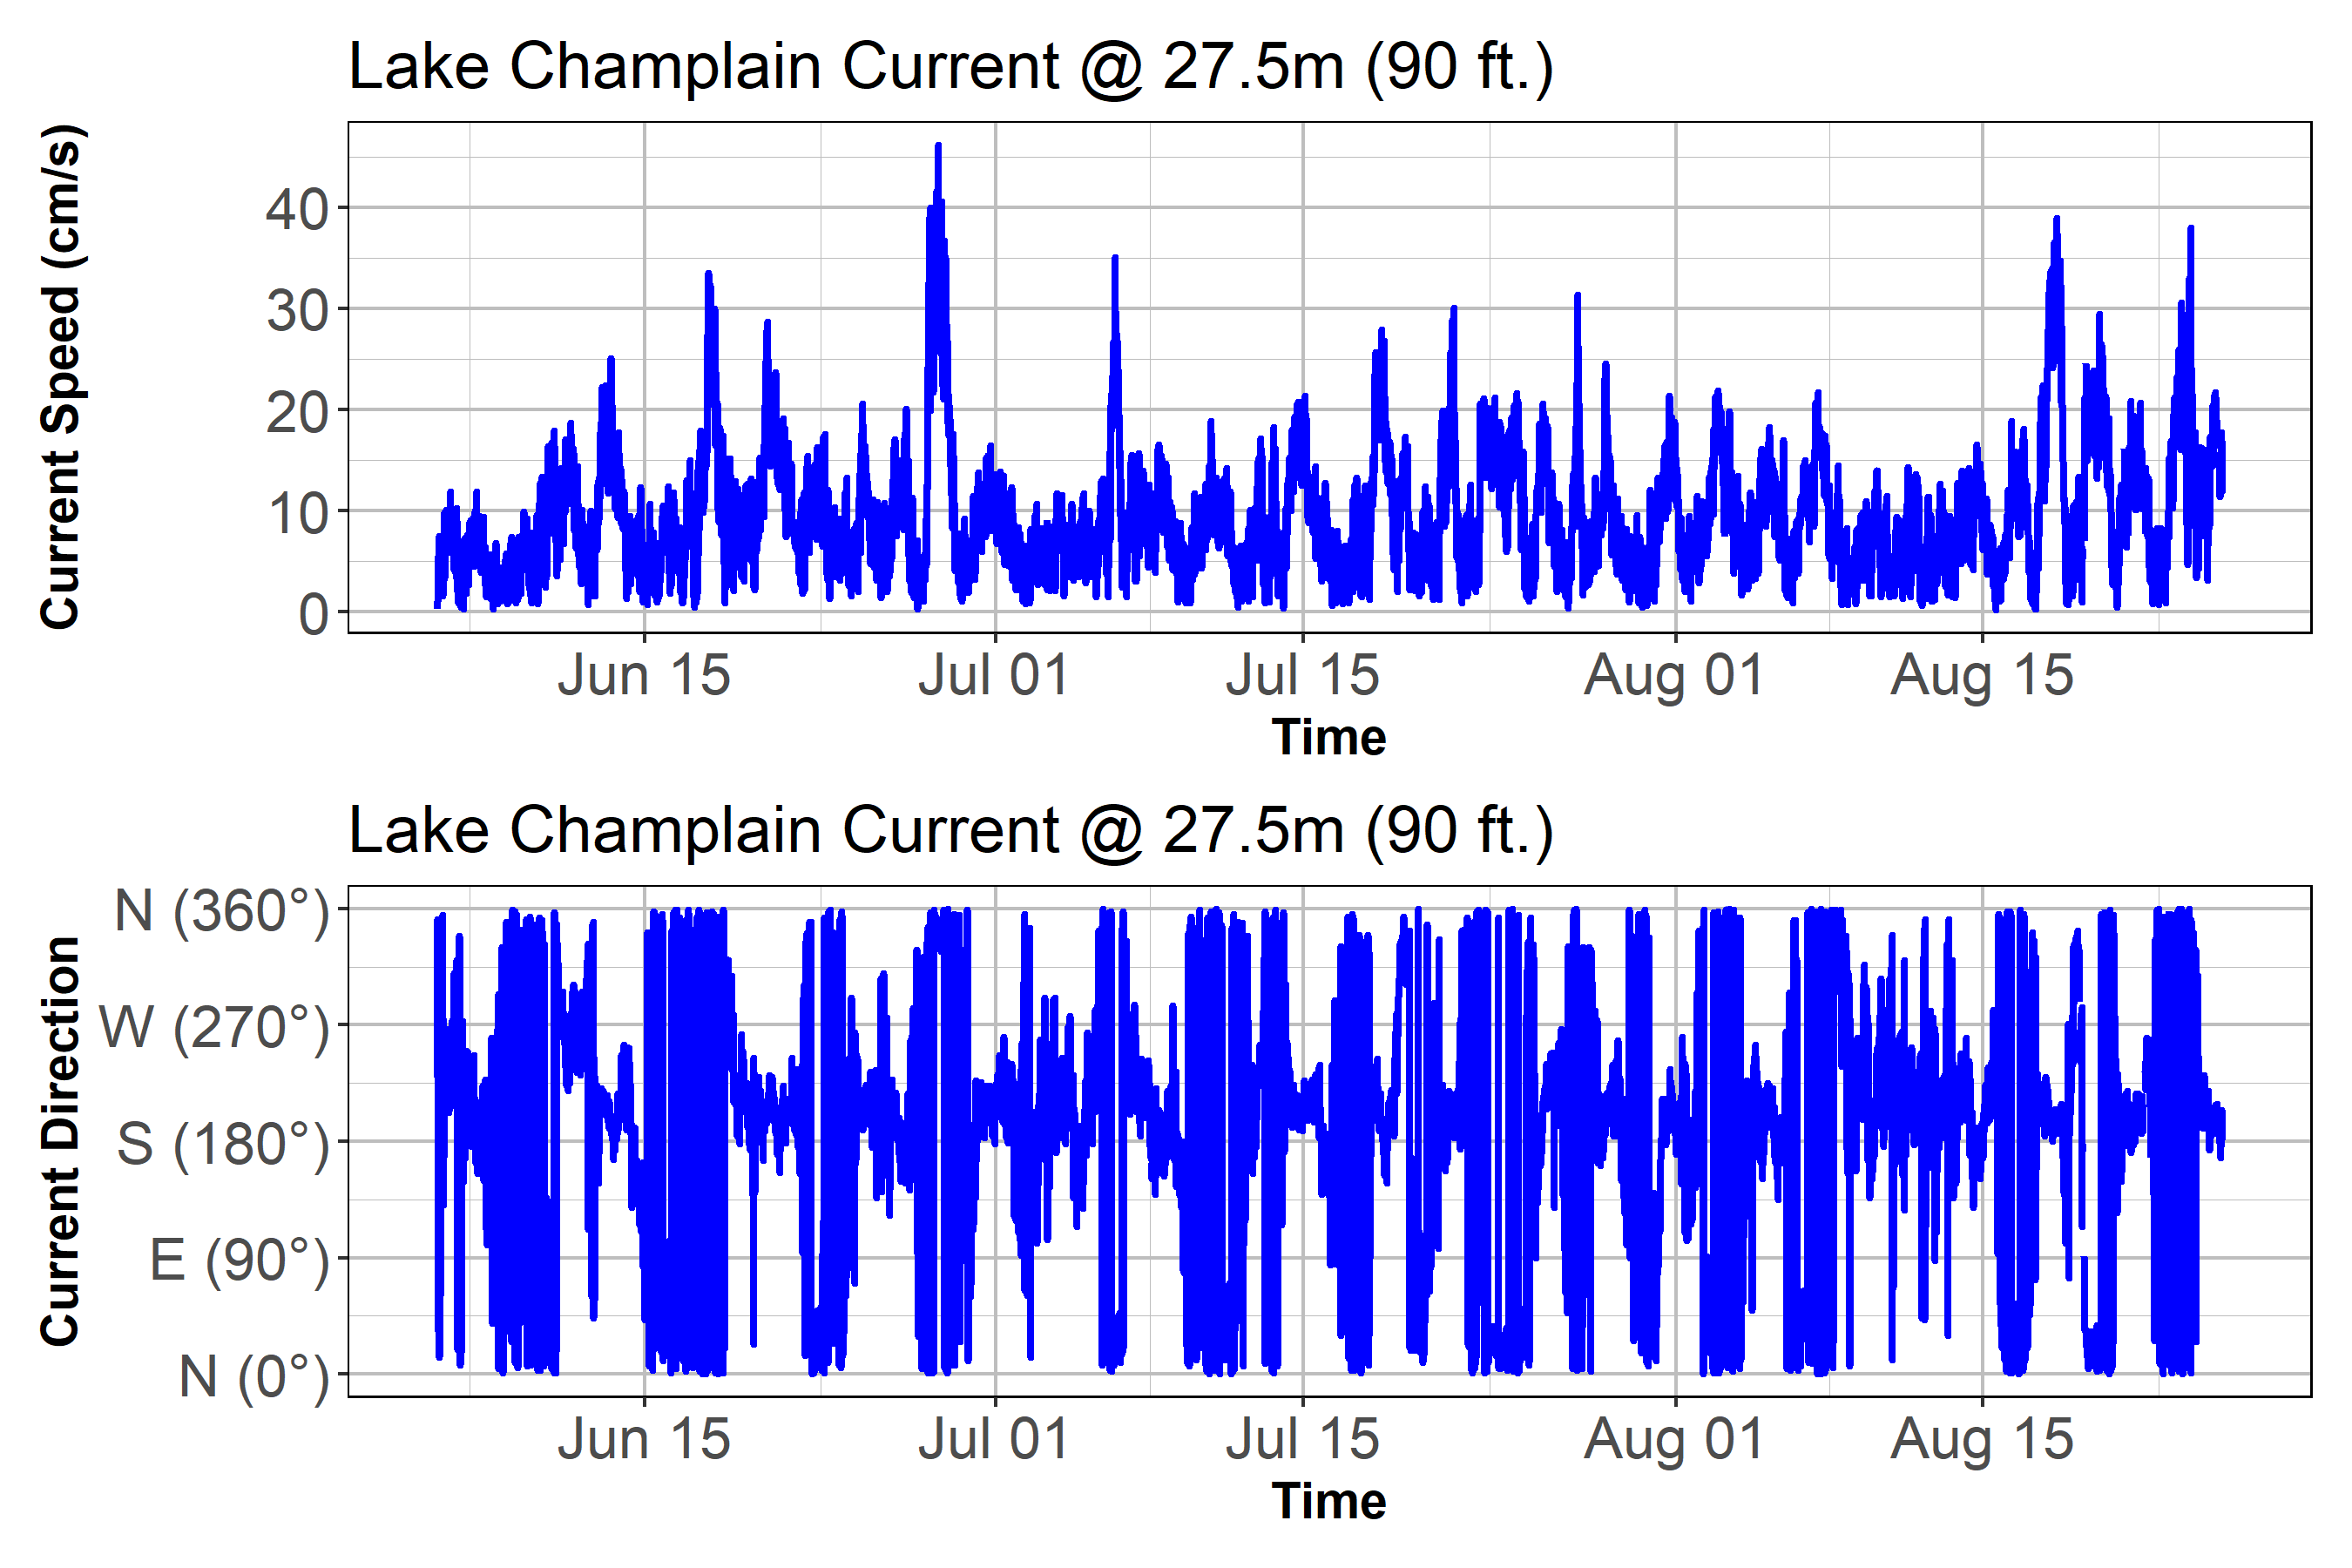 Lake Champlain Current @ 27.5m (90 ft.)
Current Speed (cm/s)
40
30
20
10
0
Jun 15 Jul 01 Jul 15 Aug 01 Aug 15
Time
Lake Champlain Current @ 27.5m (90 ft.)
Current Direction
N (360°)
W (270°)
S (180°)
E (90°)
N (0°)
Jun 15 Jul 01 Jul 15 Aug 01 Aug 15
Time